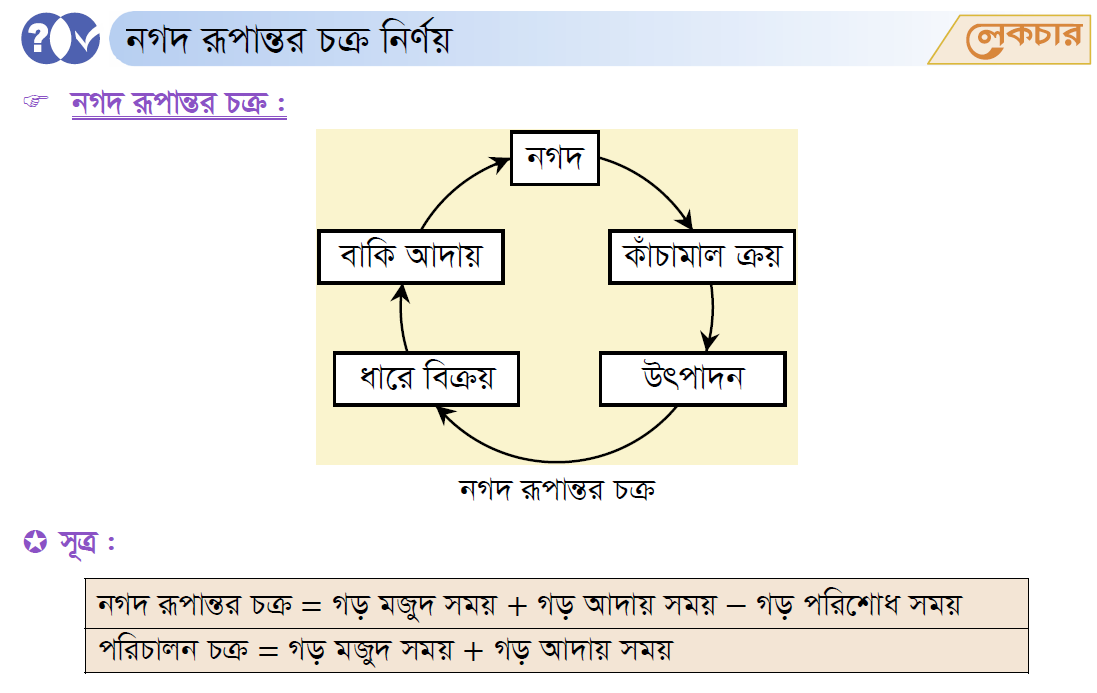 ? নগদ রূপান্তর চক্র নির্ণয় লেকচার
☞ নগদ রূপান্তর চক্র :
নগদ
বাকি আদায় কাঁচামাল ক্রয়
ধারে বিক্রয় উৎপাদন
নগদ রূপান্তর চক্র
✪ সূত্র :
নগদ রূপান্তর চক্র = গড় মজুদ সময় + গড় আদায় সময় – গড় পরিশোধ সময়
পরিচালন চক্র = গড় মজুদ সময় + গড় আদায় সময়